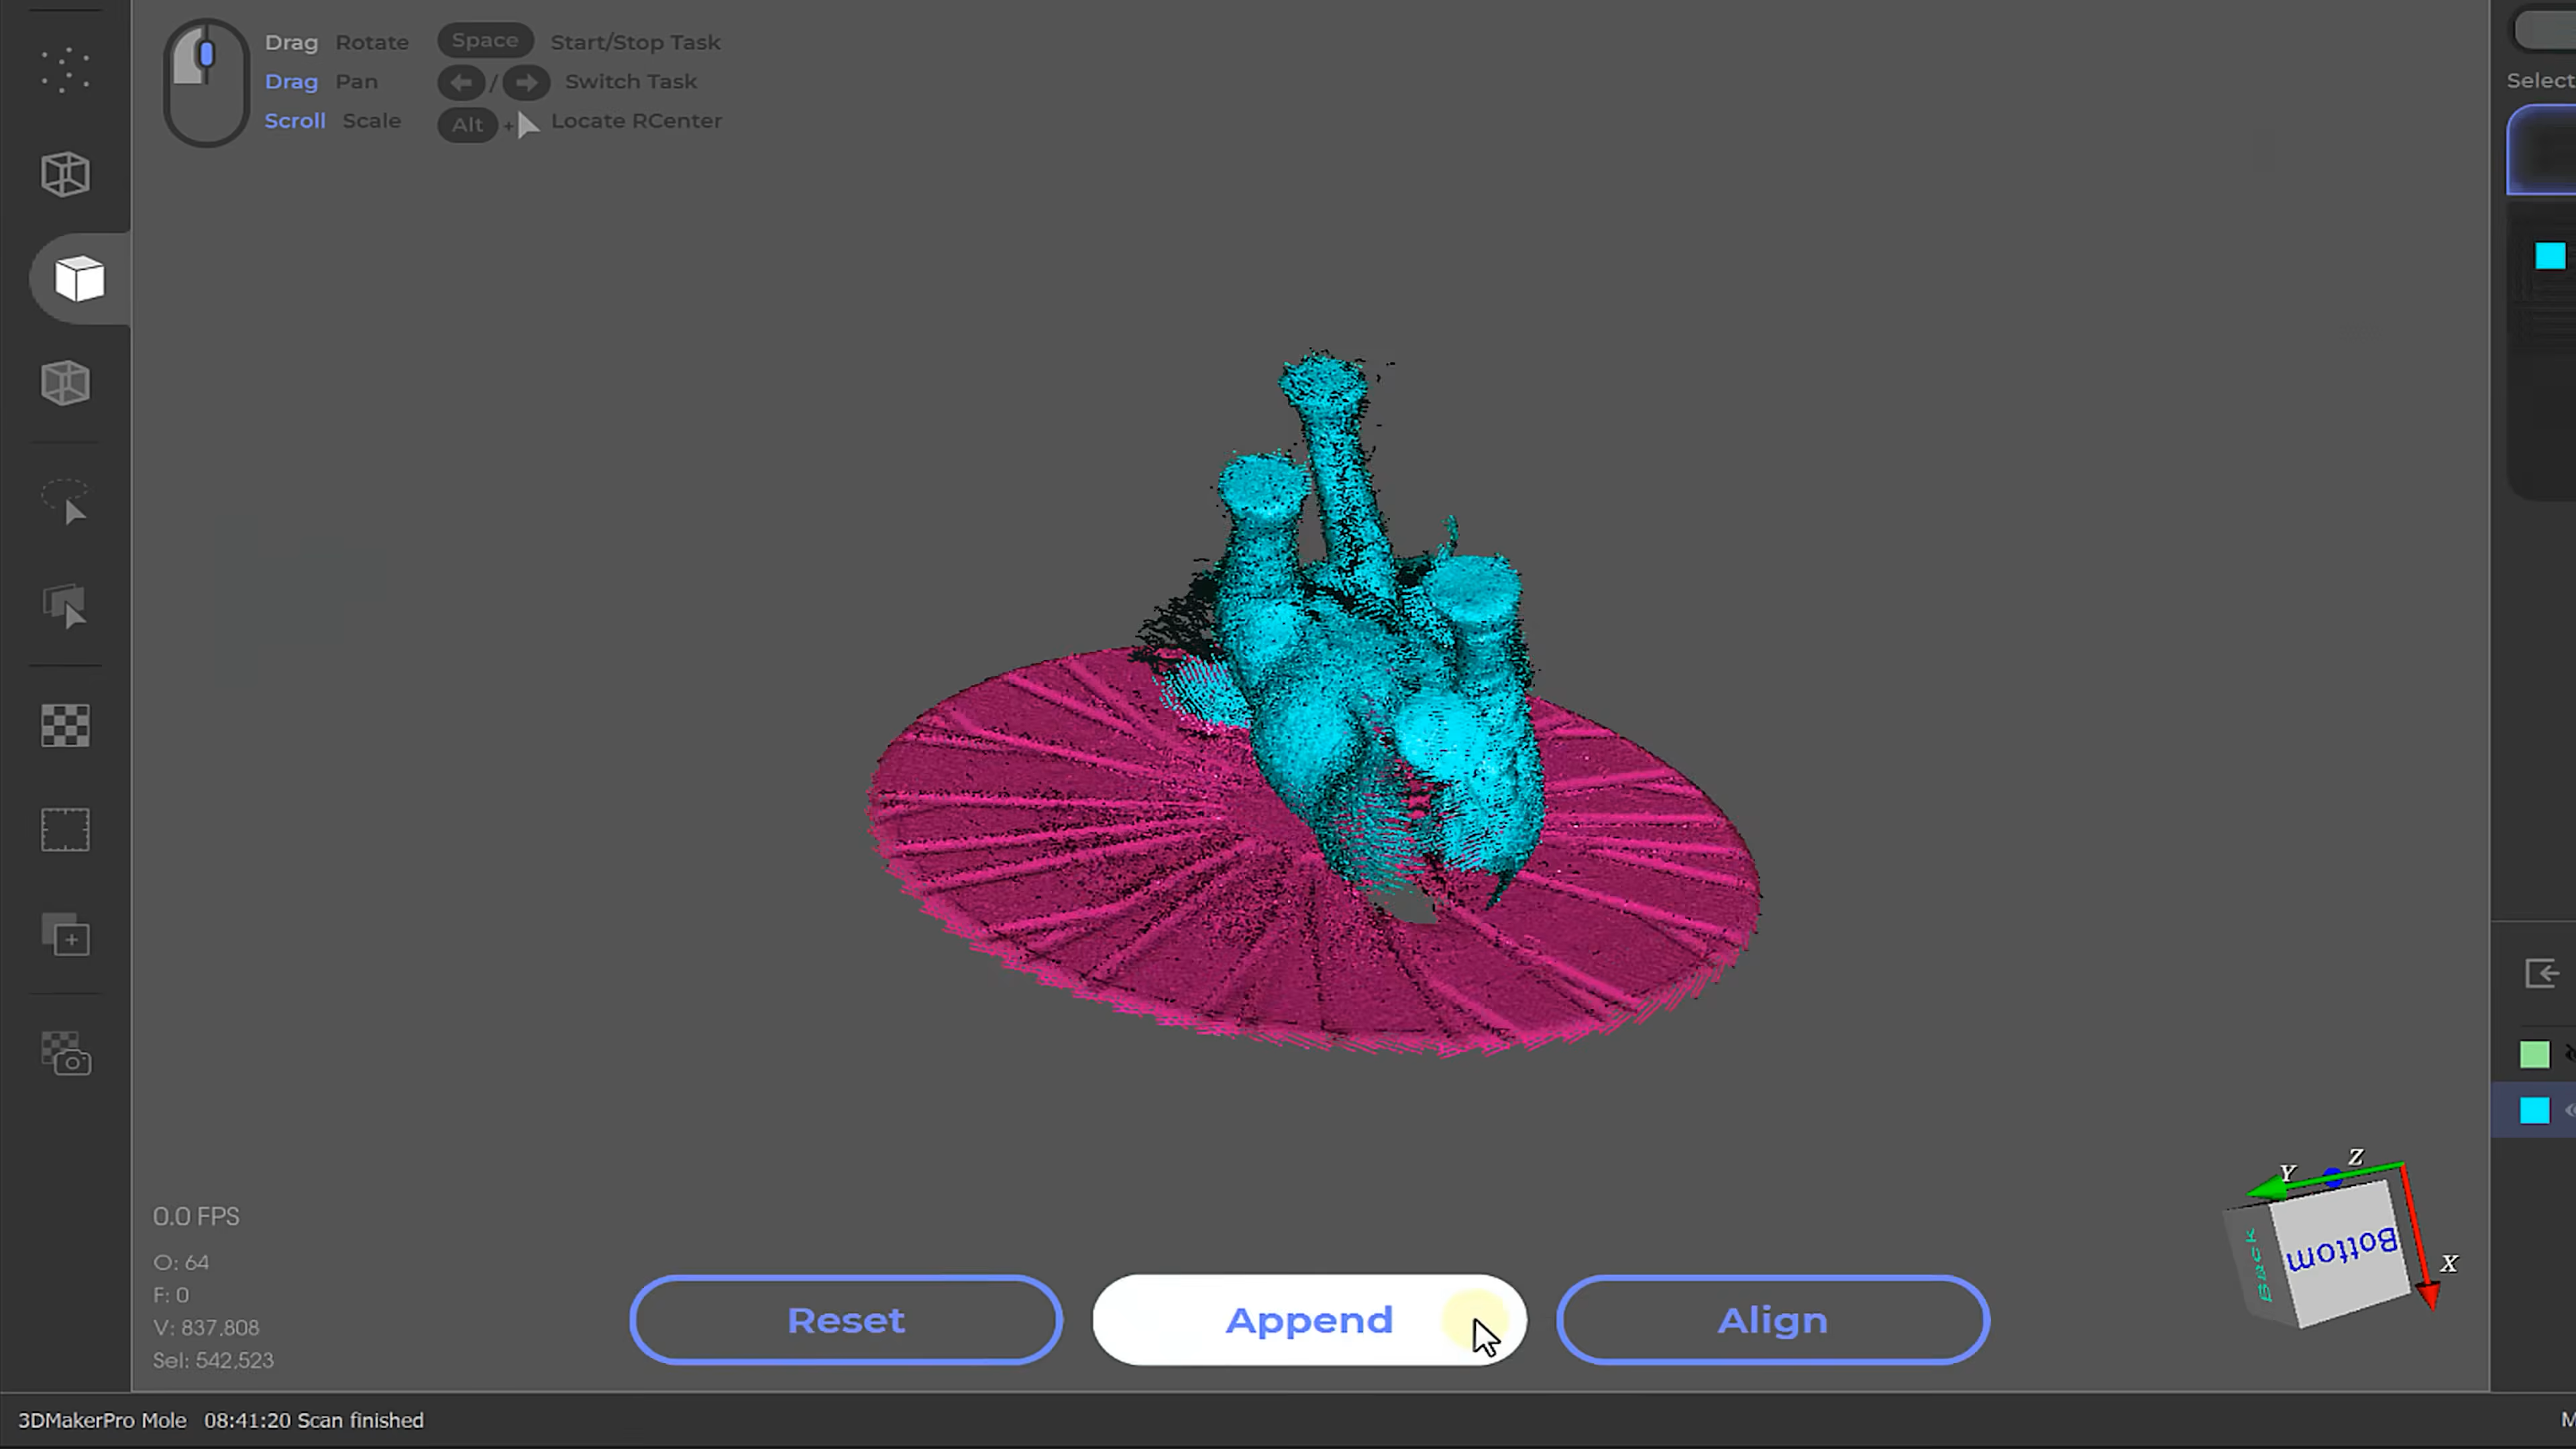 Drag Rotate Space Start/Stop Task
Drag Pan / Switch Task
Scroll Scale Alt + Locate RCenter
Select
Z
Y
X
Back
Bottom
0.0 FPS
O: 64
F: 0
V: 837,808
Sel: 542,523
Reset Append Align
3DMakerPro Mole 08:41:20 Scan finished